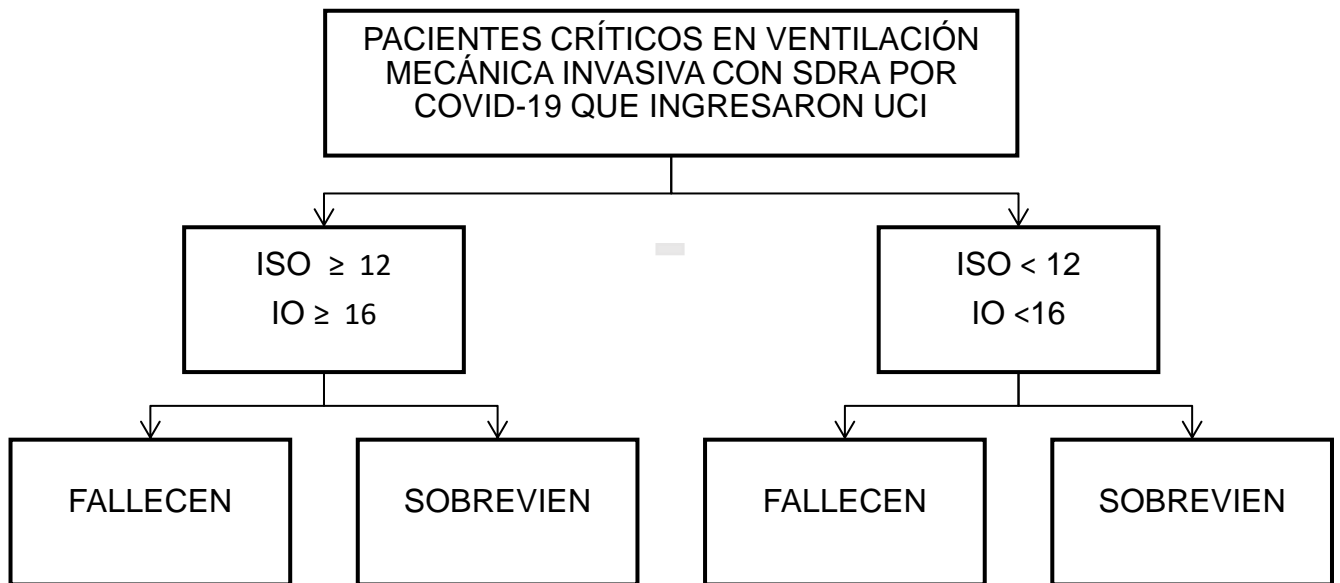 PACIENTES CRÍTICOS EN VENTILACIÓN
MECÁNICA INVASIVA CON SDRA POR
COVID-19 QUE INGRESARON UCI
ISO ≥ 12
IO ≥ 16
ISO < 12
IO <16
FALLECEN
SOBREVIEN
FALLECEN
SOBREVIEN